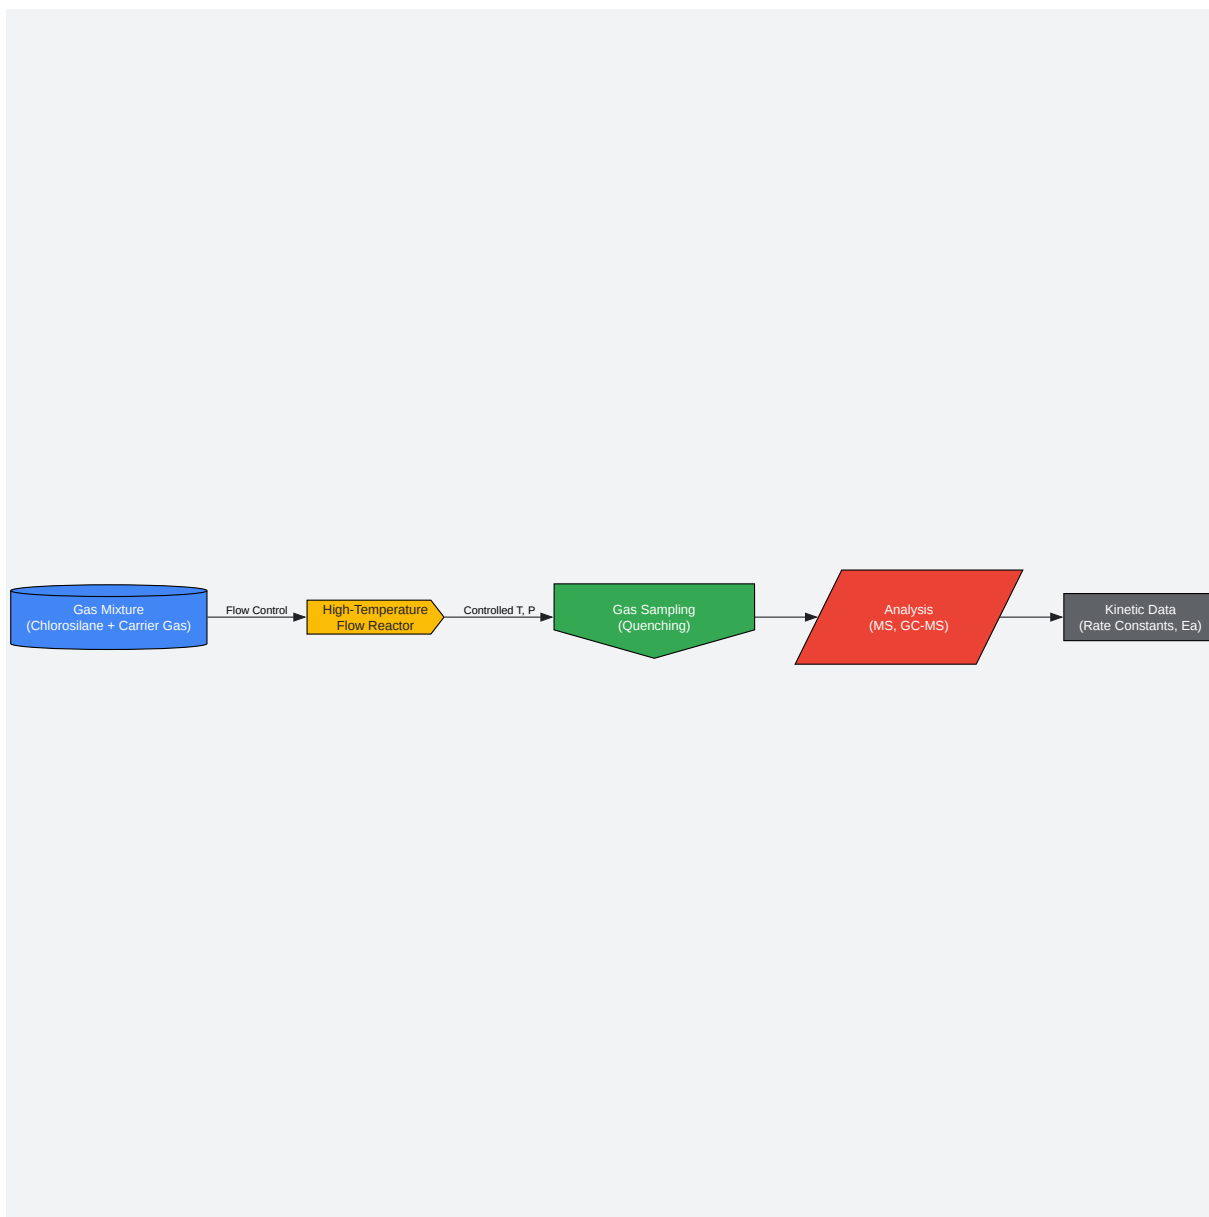 Gas Mixture
(Chlorosilane + Carrier Gas)
Flow Control
High-Temperature
Flow Reactor
Controlled T, P
Gas Sampling
(Quenching)
Analysis
(MS, GC-MS)
Kinetic Data
(Rate Constants, Ea)